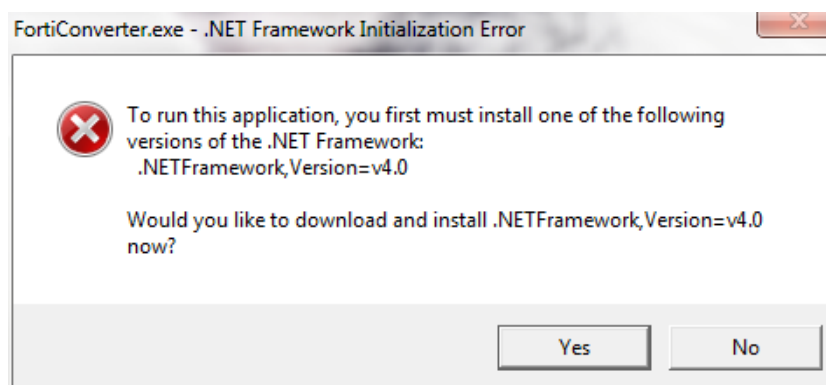 FortiConverter.exe - .NET Framework Initialization Error
To run this application, you first must install one of the following
versions of the .NET Framework:
.NETFramework,Version=v4.0
Would you like to download and install .NETFramework,Version=v4.0
now?
Yes
No